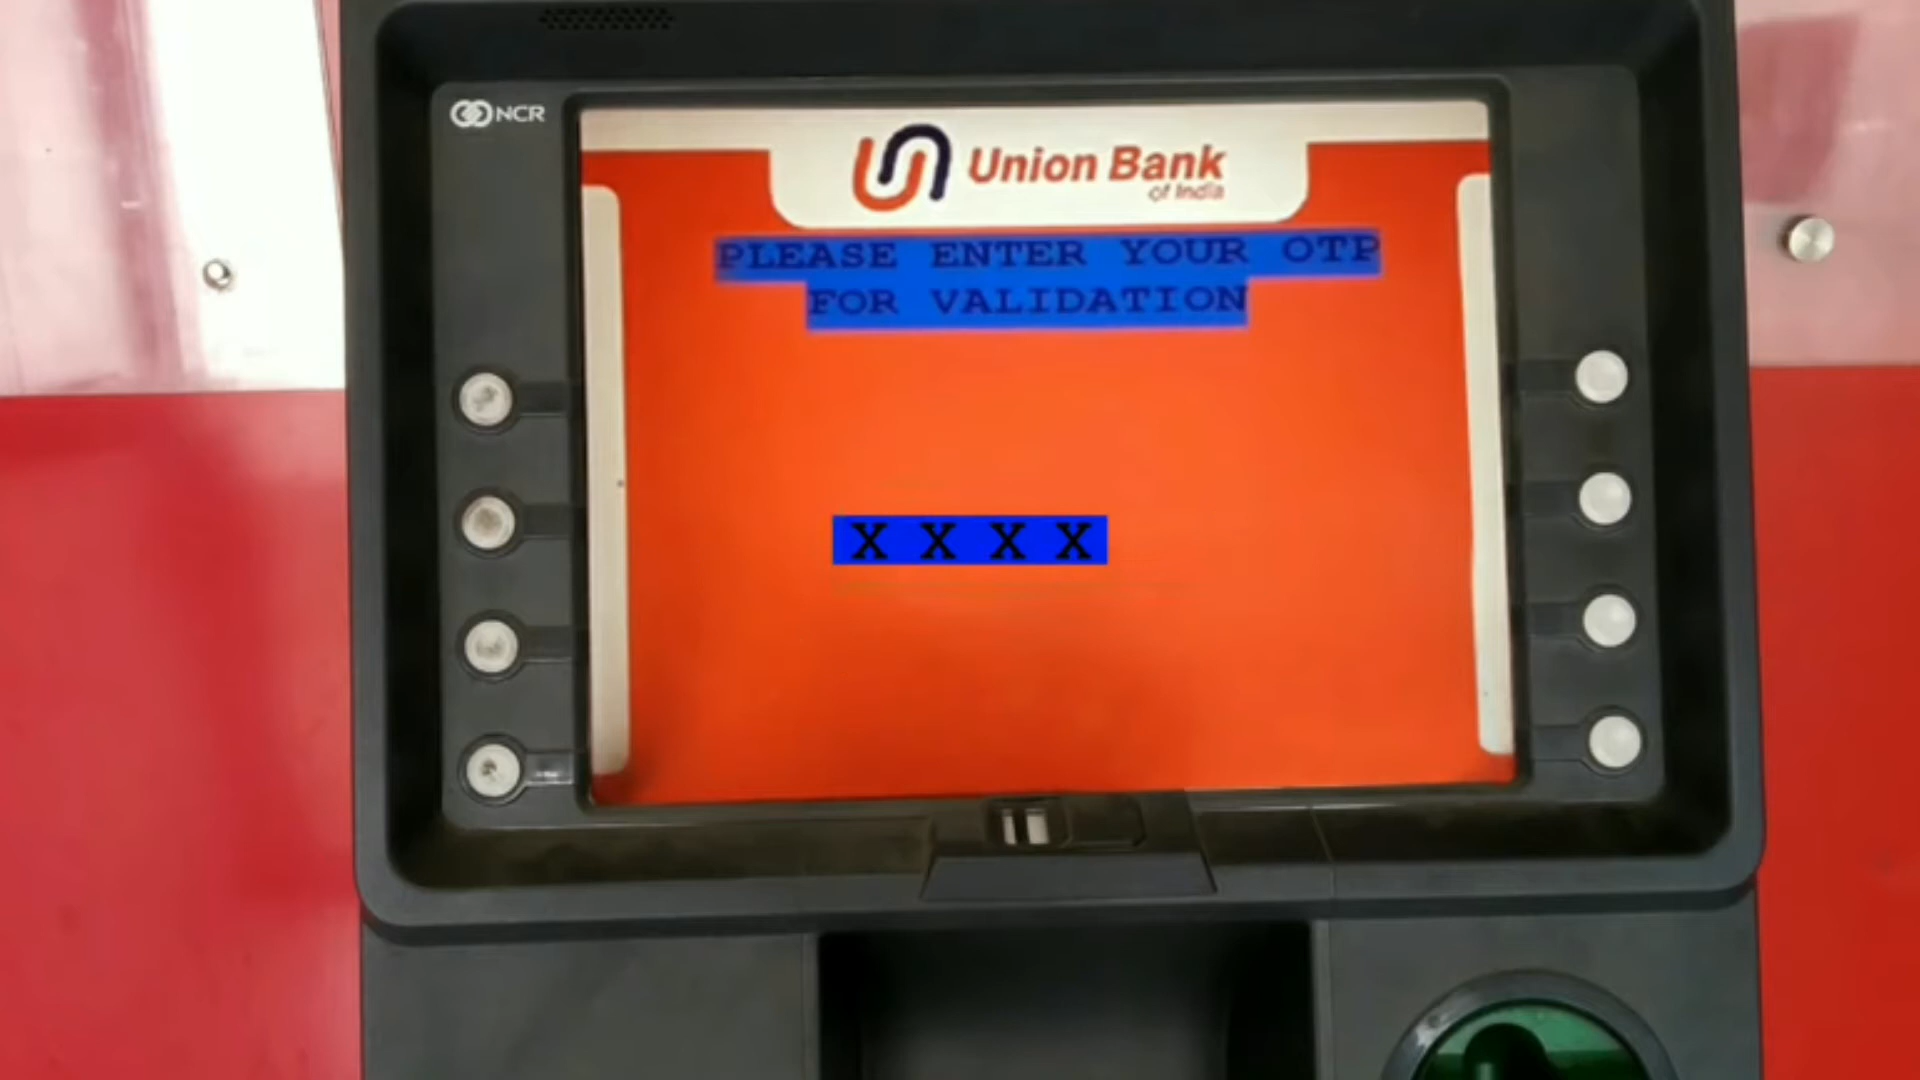 NCR
Union Bank
of India
PLEASE ENTER YOUR OTP
FOR VALIDATION
X X X X